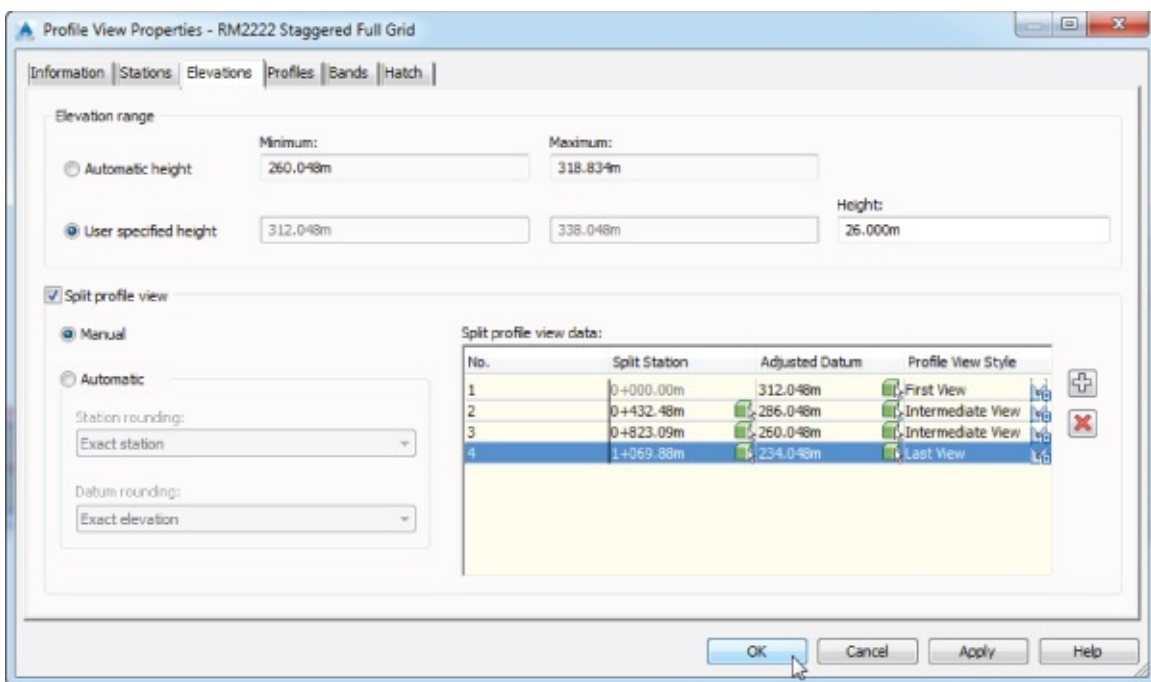 Profile View Properties - RM2222 Staggered Full Grid
Information Stations Elevations Profiles Bands Hatch
Elevation range
Minimum: Maximum:
Automatic height 260.048m 318.834m
Height:
User specified height 312.048m 338.048m 26.000m
Split profile view
Manual
Split profile view data:
No. Split Station Adjusted Datum Profile View Style
Automatic
1 0+000.00m 312.048m First View
2 0+432.48m 286.048m Intermediate View
Station rounding:
3 0+823.09m 260.048m Intermediate View
Exact station
4 1+069.88m 234.048m Last View
Datum rounding:
Exact elevation
OK Cancel Apply Help